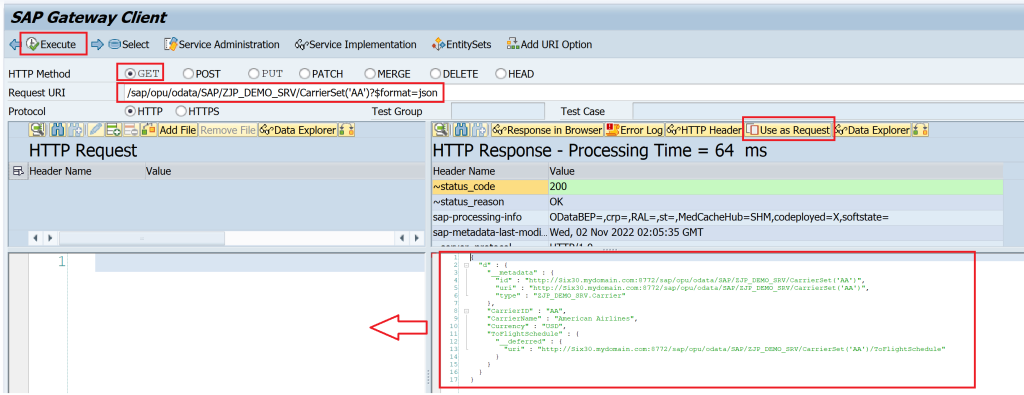 SAP Gateway Client
Execute Select Service Administration Service Implementation EntitySets Add URI Option
HTTP Method GET POST PUT PATCH MERGE DELETE HEAD
Request URI /sap/opu/odata/SAP/ZJP_DEMO_SRV/CarrierSet('AA')?$format=json
Protocol HTTP HTTPS Test Group Test Case
Add File Remove File Data Explorer
HTTP Request
Header Name Value
1
Response in Browser Error Log HTTP Header Use as Request Data Explorer
HTTP Response - Processing Time = 64 ms
Header Name Value
~status_code 200
~status_reason OK
sap-processing-info ODataBEP=,crp=,RAL=,st=,MedCacheHub=SHM,codeployed=X,softstate=
sap-metadata-last-modi... Wed, 02 Nov 2022 02:05:35 GMT
~server_protocol HTTP/1.0
1 {
2 "d" : {
3 "__metadata" : {
4 "id" : "http://Six30.mydomain.com:8772/sap/opu/odata/SAP/ZJP_DEMO_SRV/CarrierSet('AA')",
5 "uri" : "http://Six30.mydomain.com:8772/sap/opu/odata/SAP/ZJP_DEMO_SRV/CarrierSet('AA')",
6 "type" : "ZJP_DEMO_SRV.Carrier"
7 },
8 "CarrierID" : "AA",
9 "CarrierName" : "American Airlines",
10 "Currency" : "USD",
11 "ToFlightSchedule" : {
12 "__deferred" : {
13 "uri" : "http://Six30.mydomain.com:8772/sap/opu/odata/SAP/ZJP_DEMO_SRV/CarrierSet('AA')/ToFlightSchedule"
14 }
15 }
16 }
17 }